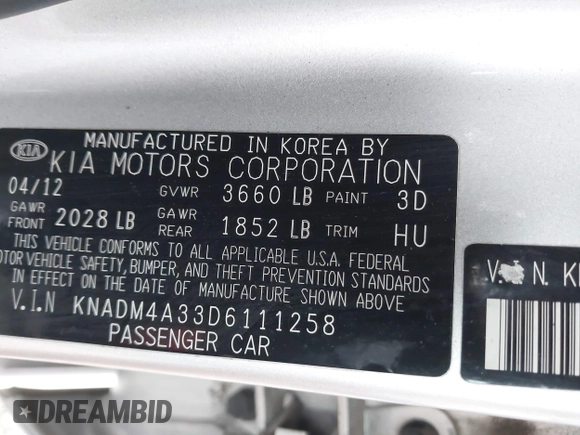 MANUFACTURED IN KOREA BY
KIA KIA MOTORS CORPORATION
04/12 GVWR 3660 LB PAINT 3D
GAWR FRONT 2028 LB GAWR REAR 1852 LB TRIM HU
THIS VEHICLE CONFORMS TO ALL APPLICABLE U.S.A. FEDERAL
MOTOR VEHICLE SAFETY, BUMPER, AND THEFT PREVENTION STANDARDS
IN EFFECT ON THE DATE OF MANUFACTURE SHOWN ABOVE
V.I.N KNADM4A33D6111258
PASSENGER CAR
V. N. K
DREAMBID